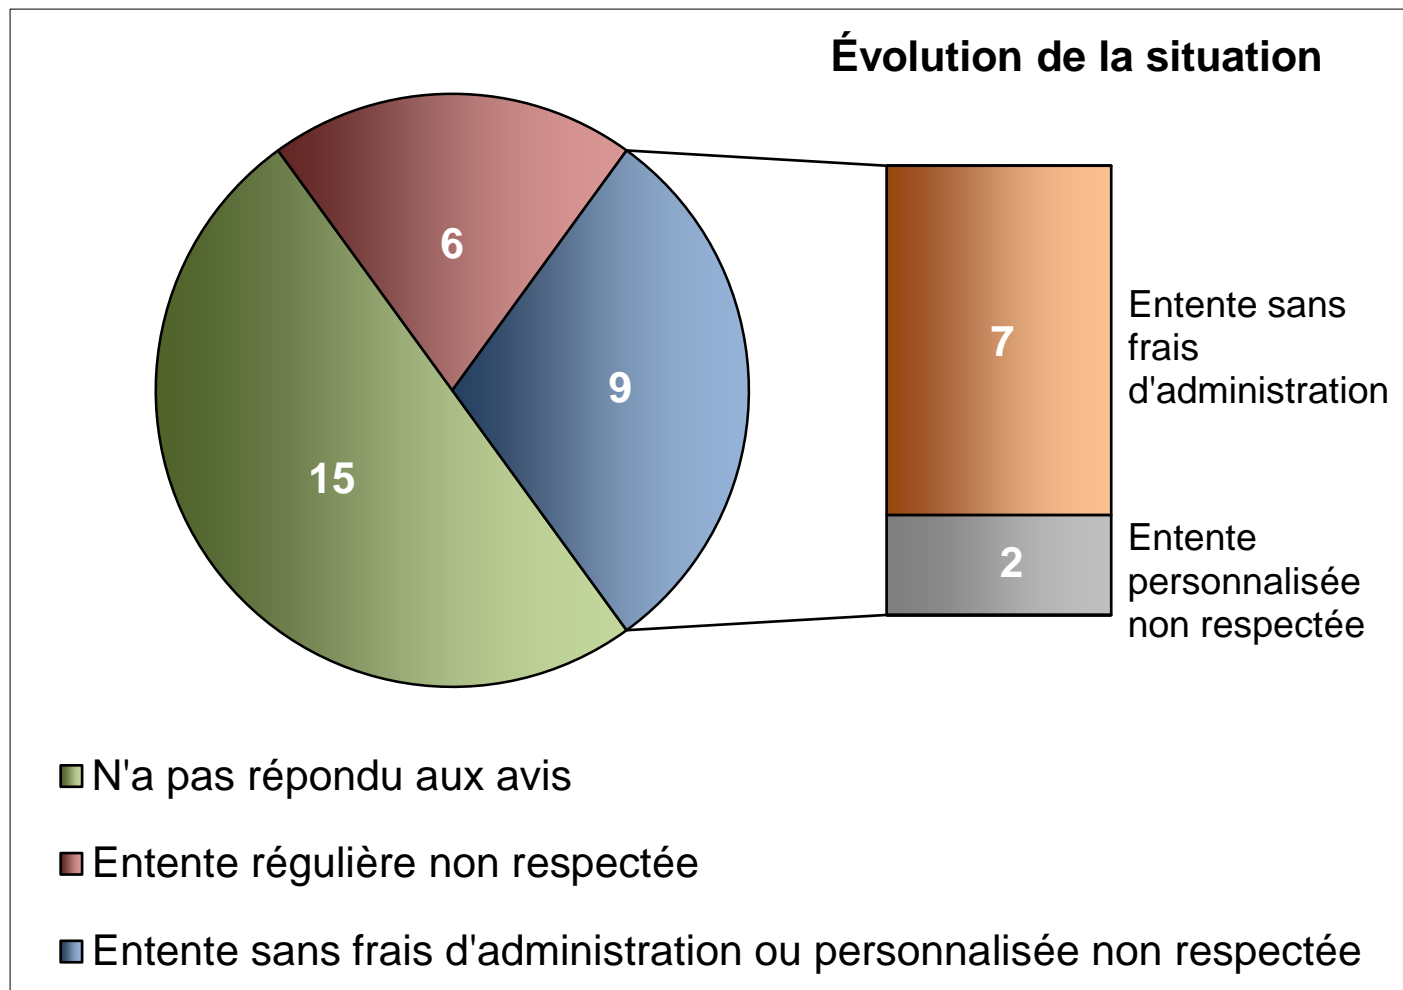 Évolution de la situation
6
9
15
7
Entente sans
frais
d'administration
2
Entente
personnalisée
non respectée
N'a pas répondu aux avis
Entente régulière non respectée
Entente sans frais d'administration ou personnalisée non respectée